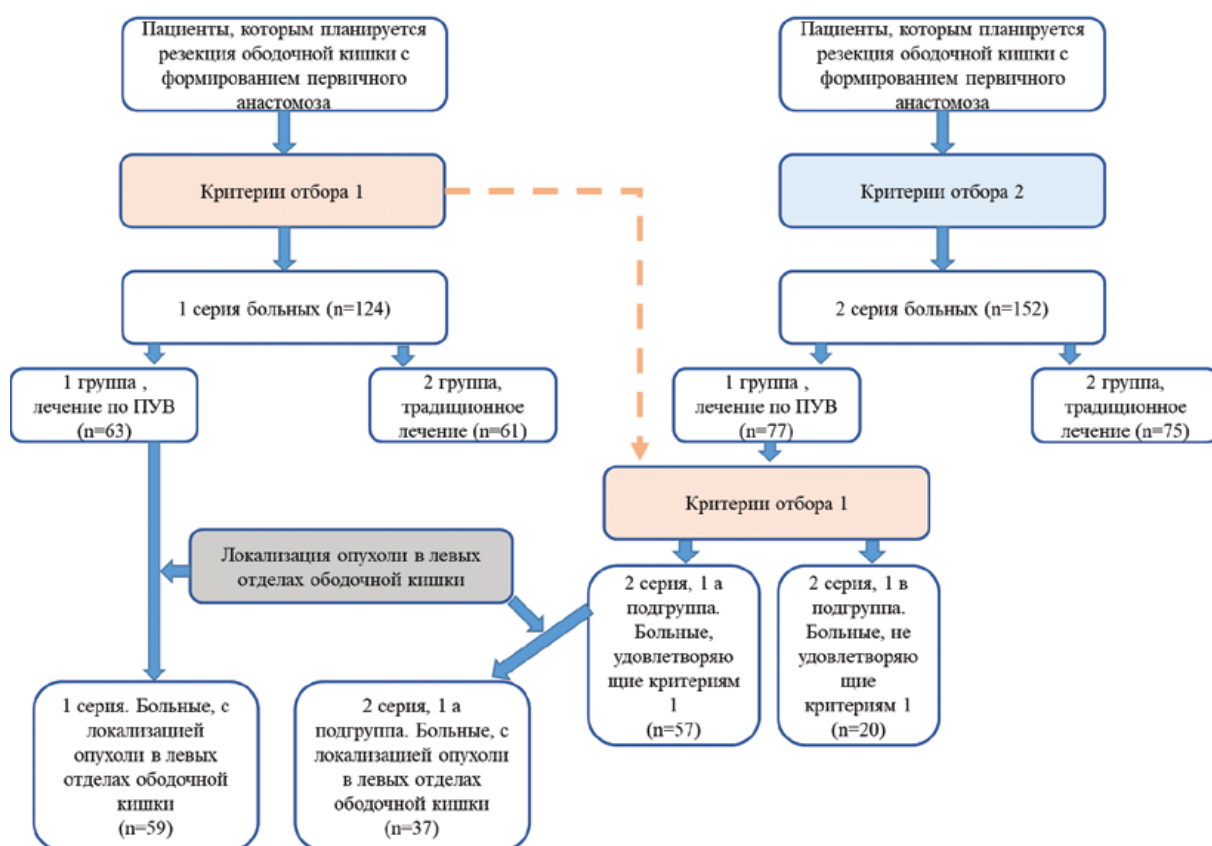 Пациенты, которым планируется
резекция ободочной кишки с
формированием первичного
анастомоза
Пациенты, которым планируется
резекция ободочной кишки с
формированием первичного
анастомоза
Критерии отбора 1
Критерии отбора 2
1 серия больных (n=124)
2 серия больных (n=152)
1 группа ,
лечение по ПУВ
(n=63)
2 группа,
традиционное
лечение (n=61)
1 группа ,
лечение по ПУВ
(n=77)
2 группа,
традиционное
лечение (n=75)
Критерии отбора 1
Локализация опухоли в левых
отделах ободочной кишки
2 серия, 1 а
подгруппа.
Больные,
удовлетворяю
щие критериям
1
(n=57)
2 серия, 1 в
подгруппа.
Больные, не
удовлетворяю
щие
критериям 1
(n=20)
1 серия. Больные, с
локализацией
опухоли в левых
отделах ободочной
кишки
(n=59)
2 серия, 1 а
подгруппа. Больные, с
локализацией опухоли
в левых отделах
ободочной кишки
(n=37)